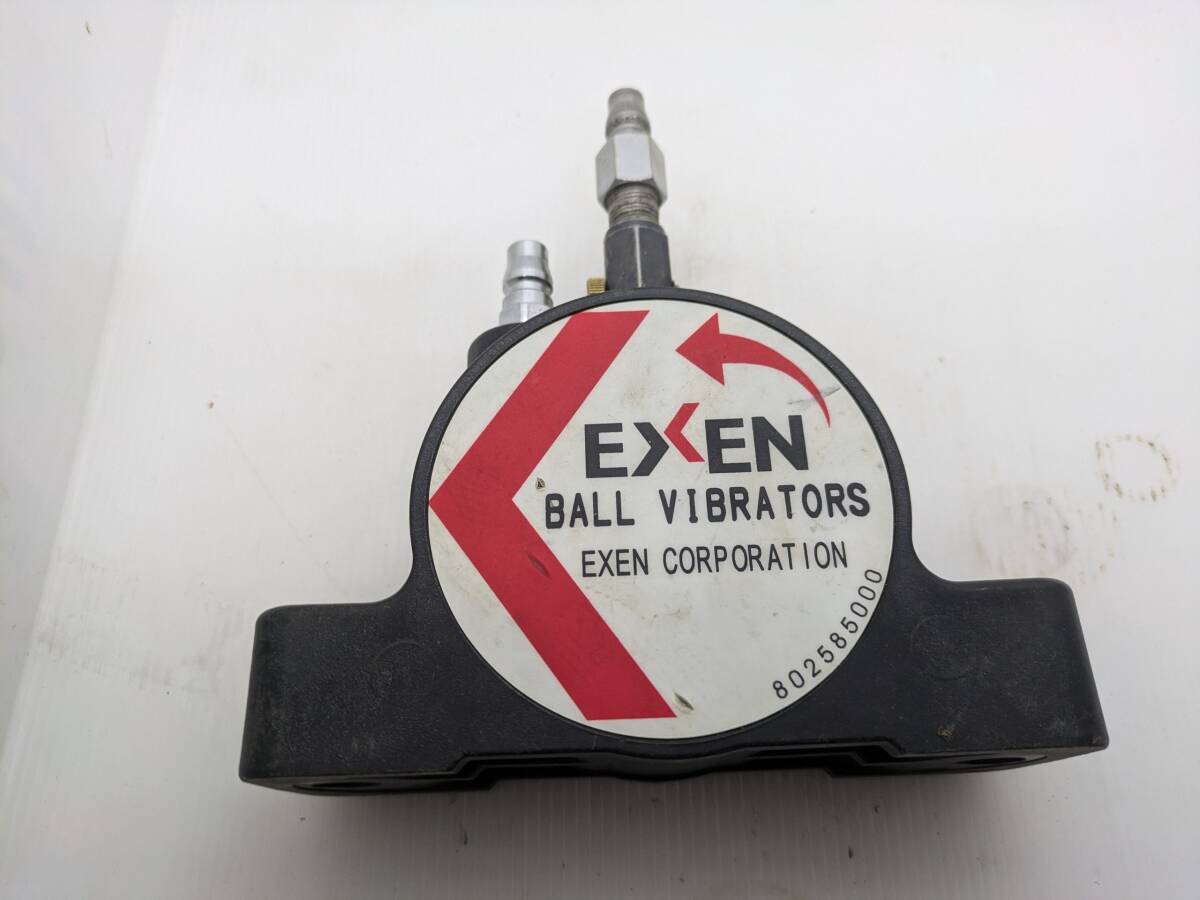 EXEN
BALL VIBRATORS
EXEN CORPORATION
802585000